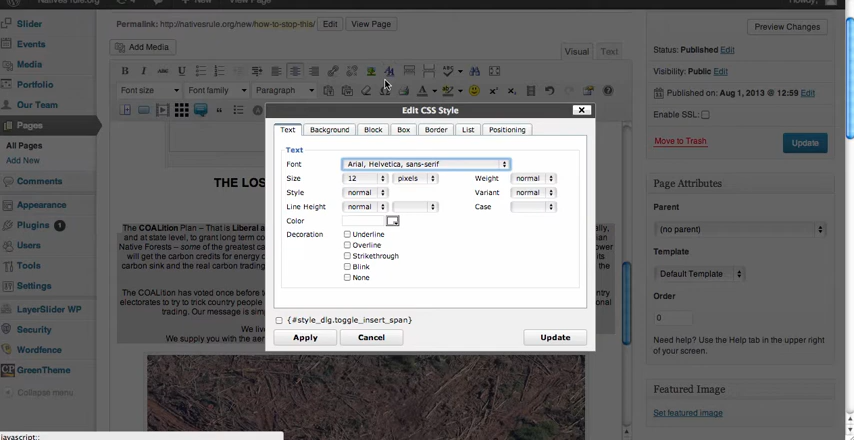 Slider
Events
Media
Portfolio
Our Team
Pages
All Pages
Add New
Comments
Appearance
Plugins 1
Users
Tools
Settings
LayerSlider WP
Security
Wordfence
GreenTheme
Collapse menu
Permalink: http://nativesrule.org/new/how-to-stop-this/ Edit View Page
Add Media
Visual Text
B I ABC U
Font size Font family Paragraph
THE LOS
The COALition Plan – That is Liberal a
and at state level, to grant long term co
Native Forests – some of the greatest ca
will get the carbon credits for energy c
carbon sink and the real carbon trading
The COALition has voted once before t
electorates to try to trick country people
trading. Our message is simpl
We live
We supply you with the
Edit CSS Style
Text Background Block Box Border List Positioning
Text
Font Arial, Helvetica, sans-serif
Size 12 pixels Weight normal
Style normal Variant normal
Line Height normal Case
Color
Decoration Underline
Overline
Strikethrough
Blink
None
{#style_dlg.toggle_insert_span}
Apply Cancel Update
Preview Changes
Status: Published Edit
Visibility: Public Edit
Published on: Aug 1, 2013 @ 12:59 Edit
Enable SSL:
Move to Trash Update
Page Attributes
Parent
(no parent)
Template
Default Template
Order
0
Need help? Use the Help tab in the upper right
of your screen.
Featured Image
Set featured image
javascript:;